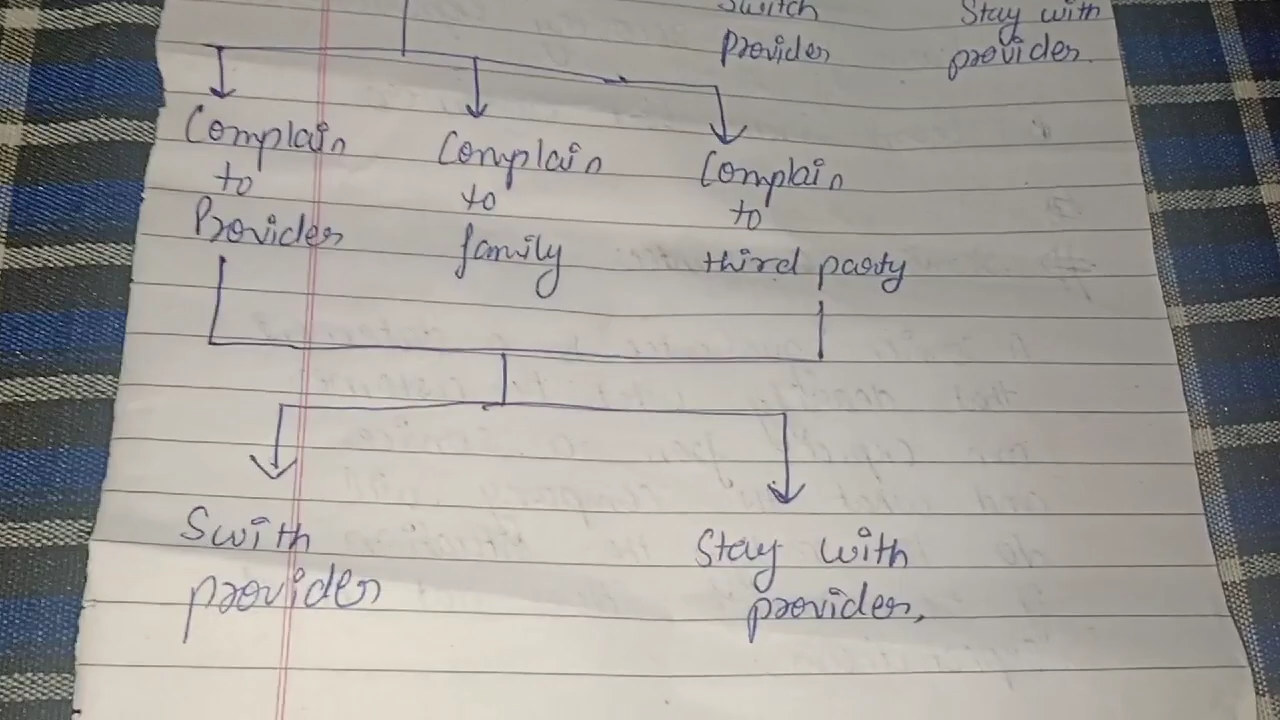 Switch
Provider
Stay with
provider.
Complain
to
Provider
Complain
to
family
Complain
to
third party
Swith
provider
Stay with
provider,